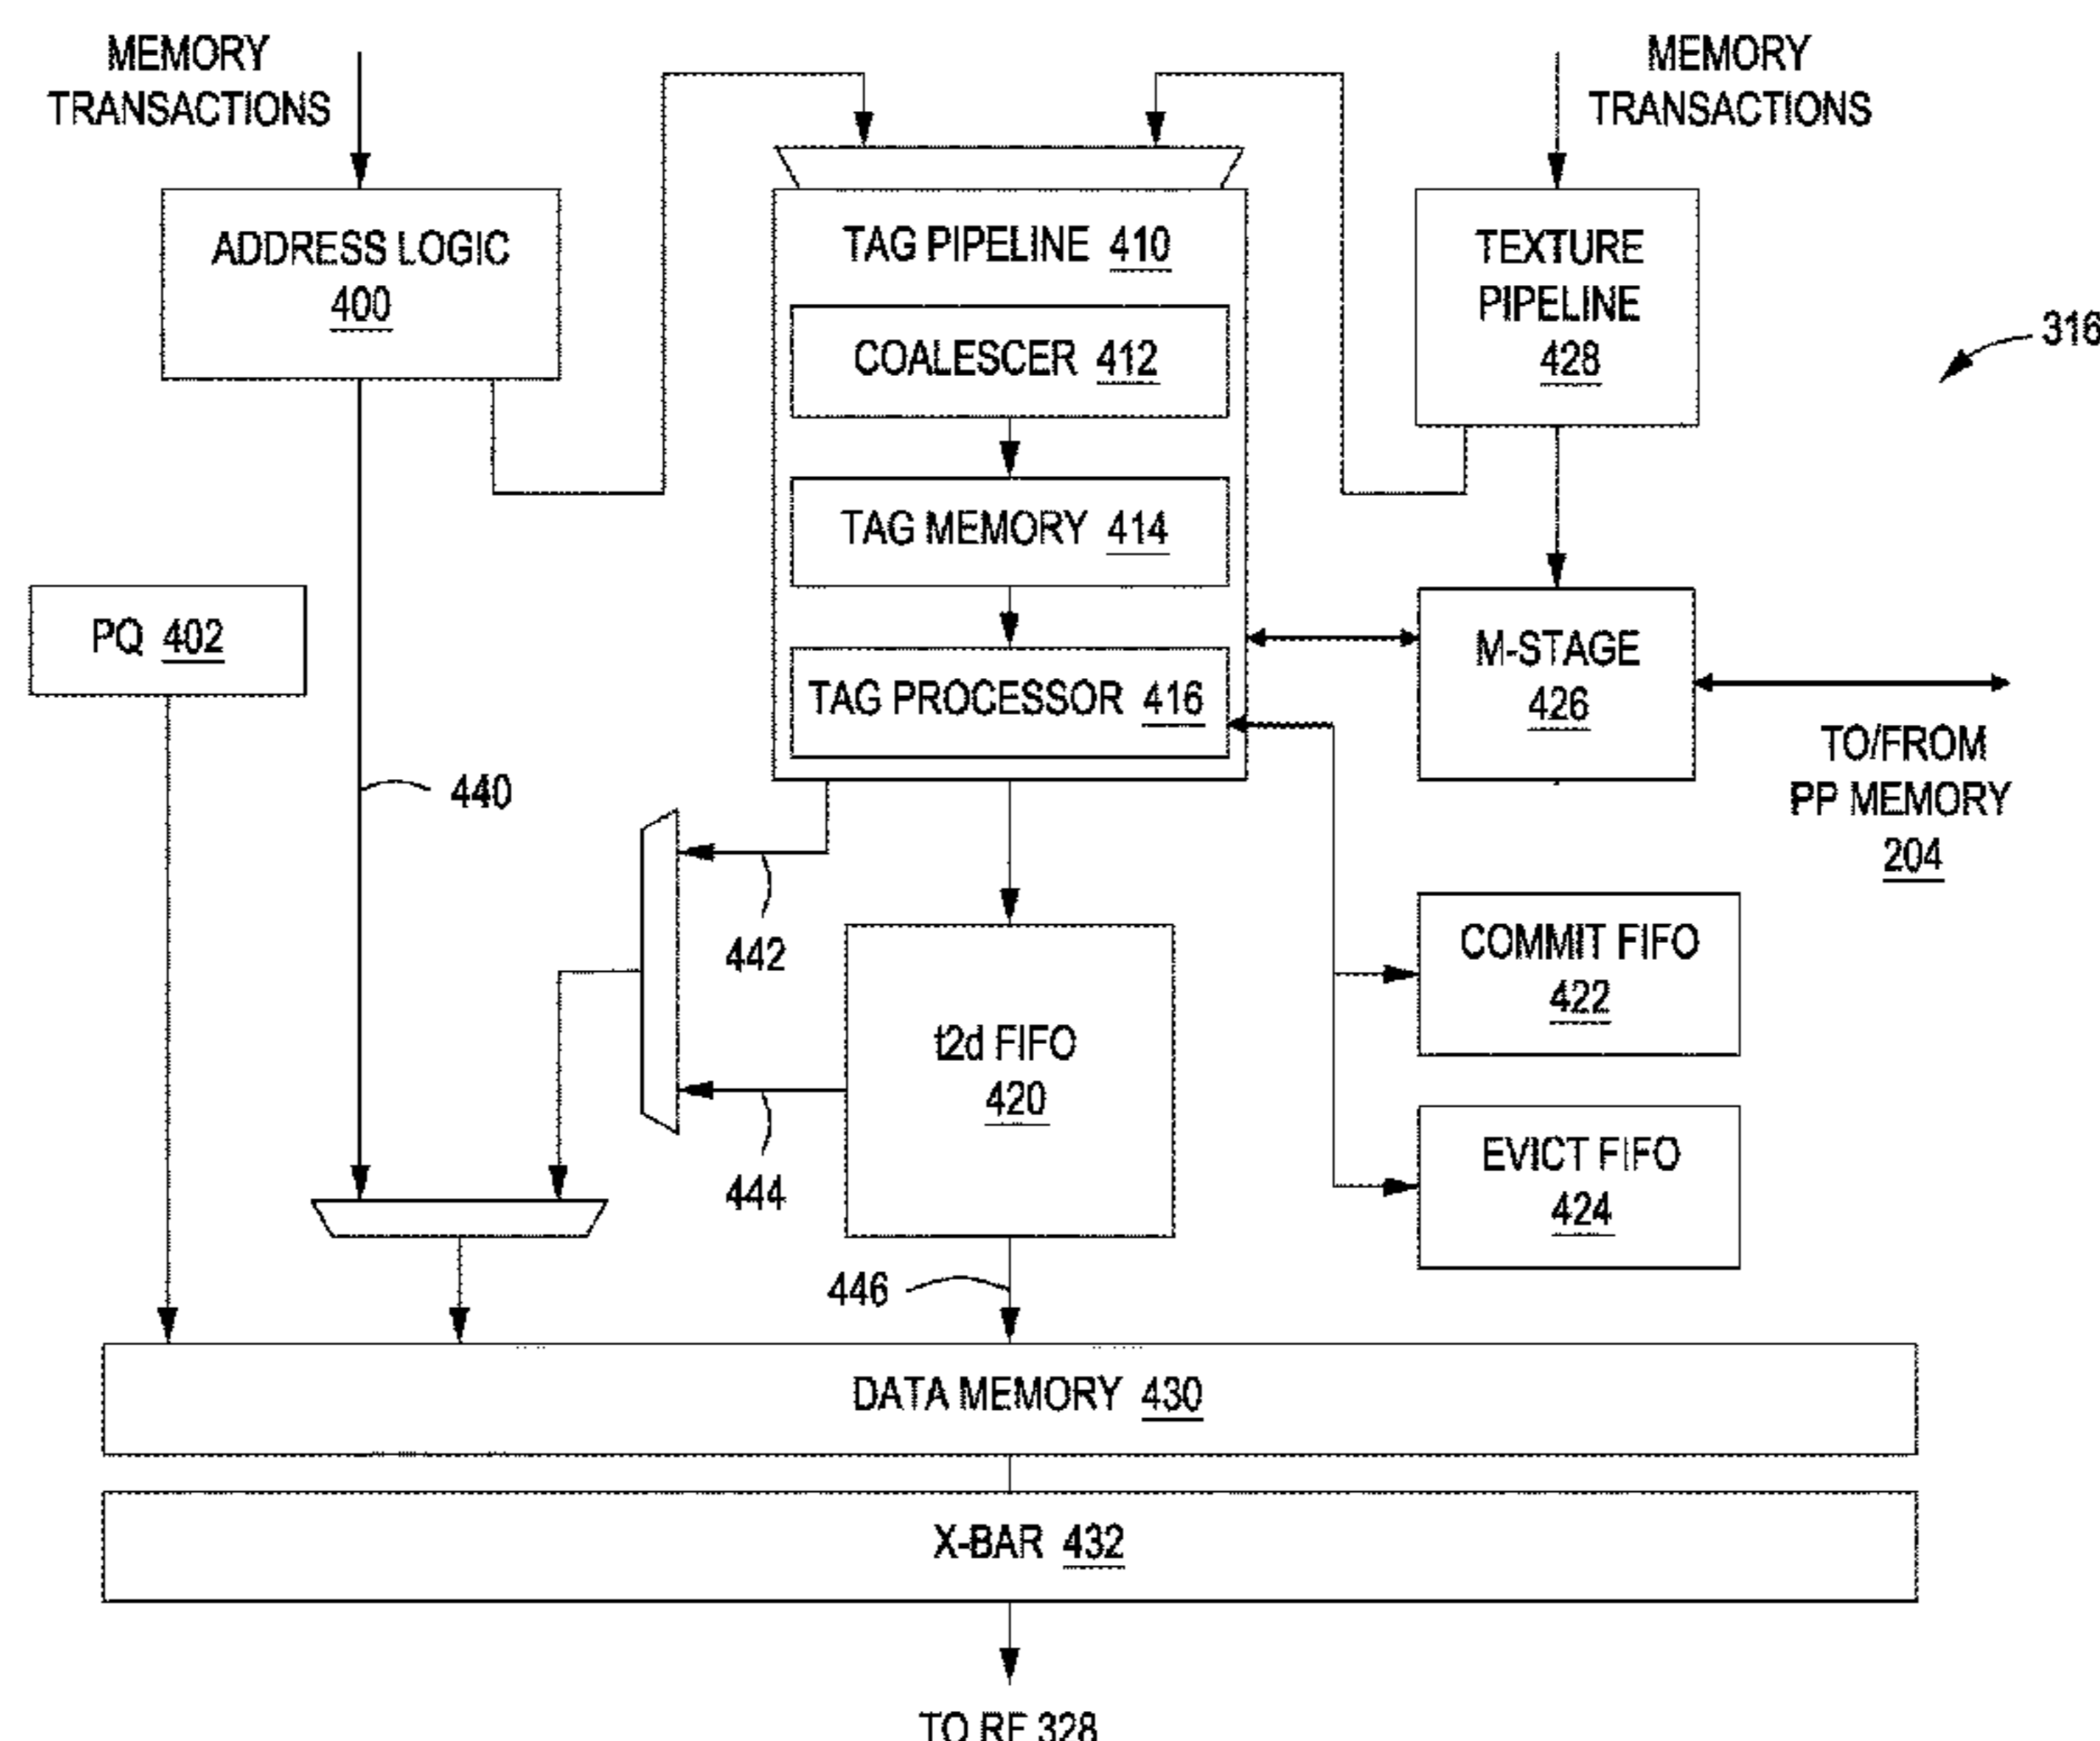 MEMORY
TRANSACTIONS
MEMORY
TRANSACTIONS
ADDRESS LOGIC
400
TAG PIPELINE 410
TEXTURE
PIPELINE
428
316
COALESCER 412
TAG MEMORY 414
PQ 402
TAG PROCESSOR 416
M-STAGE
426
TO/FROM
PP MEMORY
204
440
442
COMMIT FIFO
422
t2d FIFO
420
444
EVICT FIFO
424
446
DATA MEMORY 430
X-BAR 432
TO RF 328